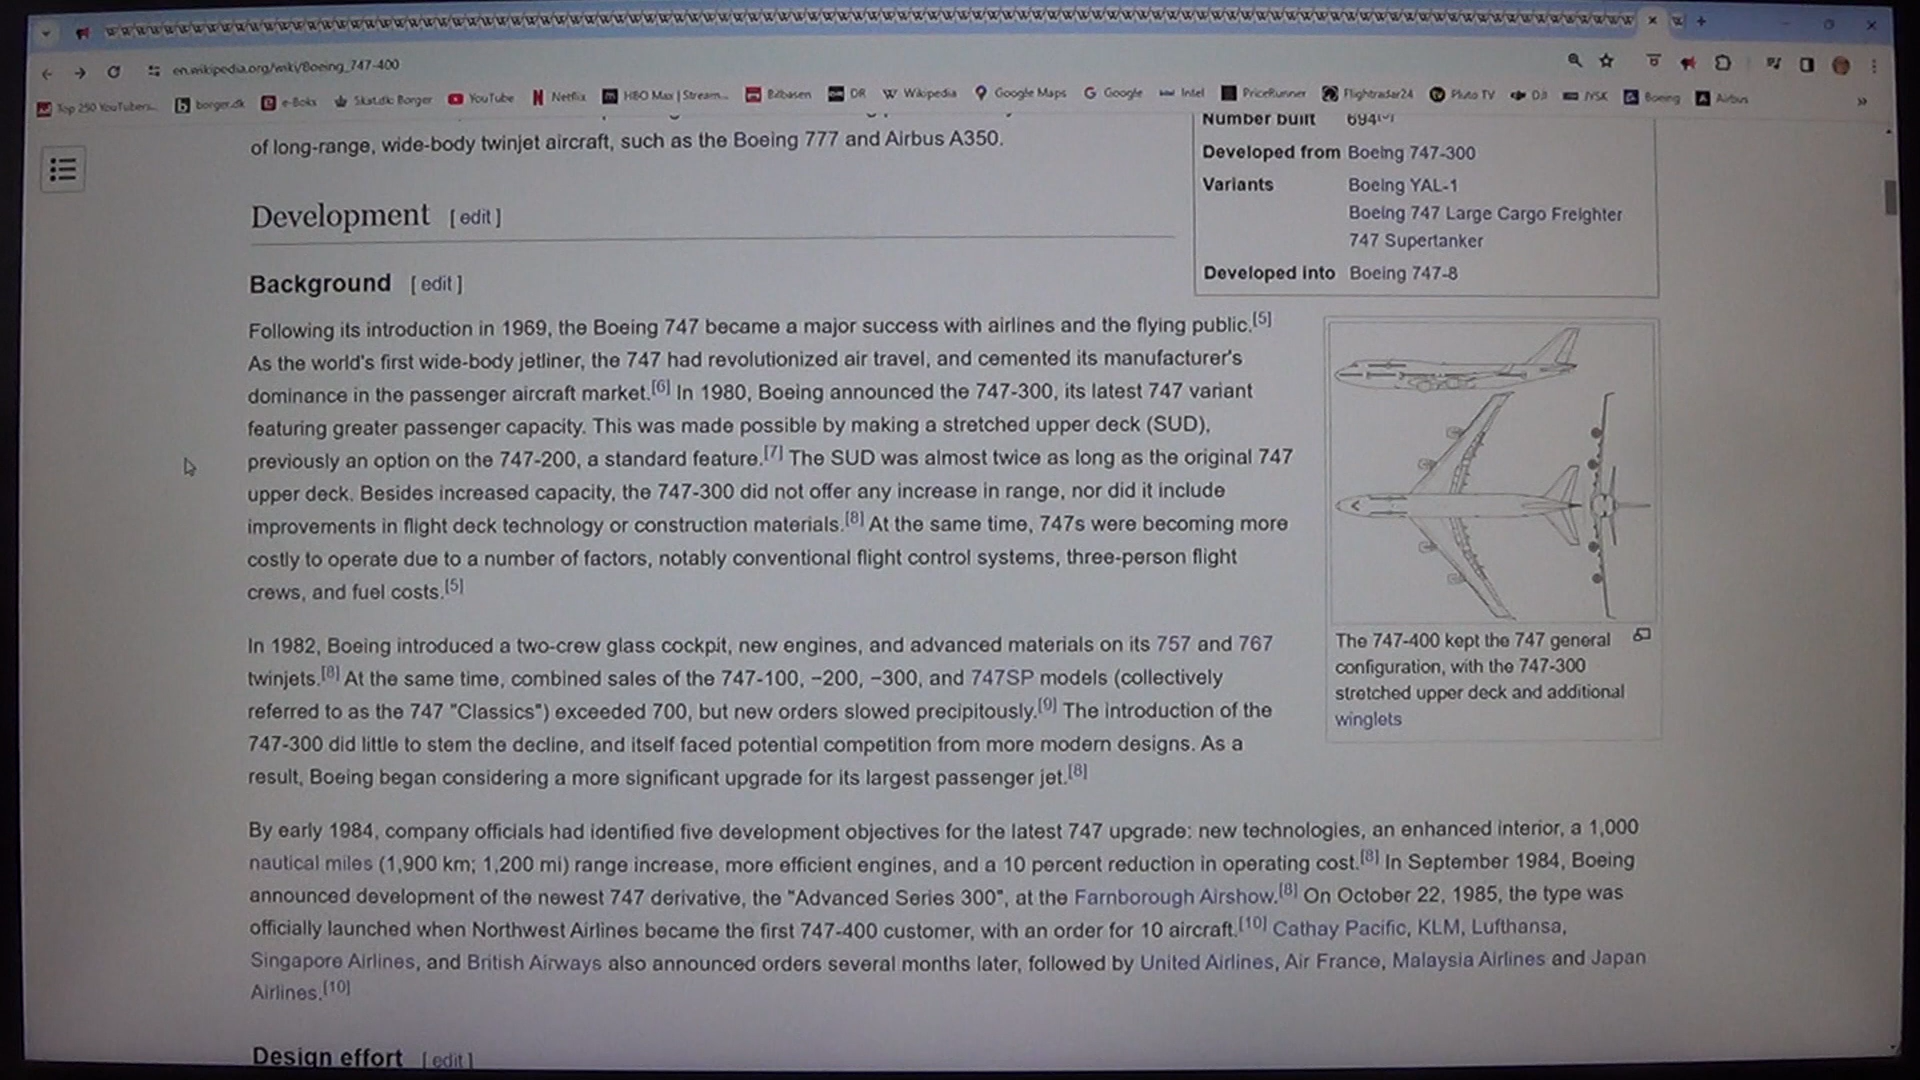 en.wikipedia.org/wiki/Boeing_747-400
Top 250 YouTubers... borger.dk e-Boks Skat.dk: Borger YouTube Netflix HBO Max | Stream... Bilbasen DR Wikipedia Google Maps Google Intel PriceRunner Flightradar24 Pluto TV DJI JYSK Boeing Airbus
of long-range, wide-body twinjet aircraft, such as the Boeing 777 and Airbus A350.
Number built 694
Developed from Boeing 747-300
Variants Boeing YAL-1
Boeing 747 Large Cargo Freighter
747 Supertanker
Developed into Boeing 747-8
Development [ edit ]
Background [ edit ]
Following its introduction in 1969, the Boeing 747 became a major success with airlines and the flying public.[5]
As the world's first wide-body jetliner, the 747 had revolutionized air travel, and cemented its manufacturer's
dominance in the passenger aircraft market.[6] In 1980, Boeing announced the 747-300, its latest 747 variant
featuring greater passenger capacity. This was made possible by making a stretched upper deck (SUD),
previously an option on the 747-200, a standard feature.[7] The SUD was almost twice as long as the original 747
upper deck. Besides increased capacity, the 747-300 did not offer any increase in range, nor did it include
improvements in flight deck technology or construction materials.[8] At the same time, 747s were becoming more
costly to operate due to a number of factors, notably conventional flight control systems, three-person flight
crews, and fuel costs.[5]
The 747-400 kept the 747 general
configuration, with the 747-300
stretched upper deck and additional
winglets
In 1982, Boeing introduced a two-crew glass cockpit, new engines, and advanced materials on its 757 and 767
twinjets.[8] At the same time, combined sales of the 747-100, −200, −300, and 747SP models (collectively
referred to as the 747 "Classics") exceeded 700, but new orders slowed precipitously.[9] The introduction of the
747-300 did little to stem the decline, and itself faced potential competition from more modern designs. As a
result, Boeing began considering a more significant upgrade for its largest passenger jet.[8]
By early 1984, company officials had identified five development objectives for the latest 747 upgrade: new technologies, an enhanced interior, a 1,000
nautical miles (1,900 km; 1,200 mi) range increase, more efficient engines, and a 10 percent reduction in operating cost.[8] In September 1984, Boeing
announced development of the newest 747 derivative, the "Advanced Series 300", at the Farnborough Airshow.[8] On October 22, 1985, the type was
officially launched when Northwest Airlines became the first 747-400 customer, with an order for 10 aircraft.[10] Cathay Pacific, KLM, Lufthansa,
Singapore Airlines, and British Airways also announced orders several months later, followed by United Airlines, Air France, Malaysia Airlines and Japan
Airlines.[10]
Design effort [ edit ]